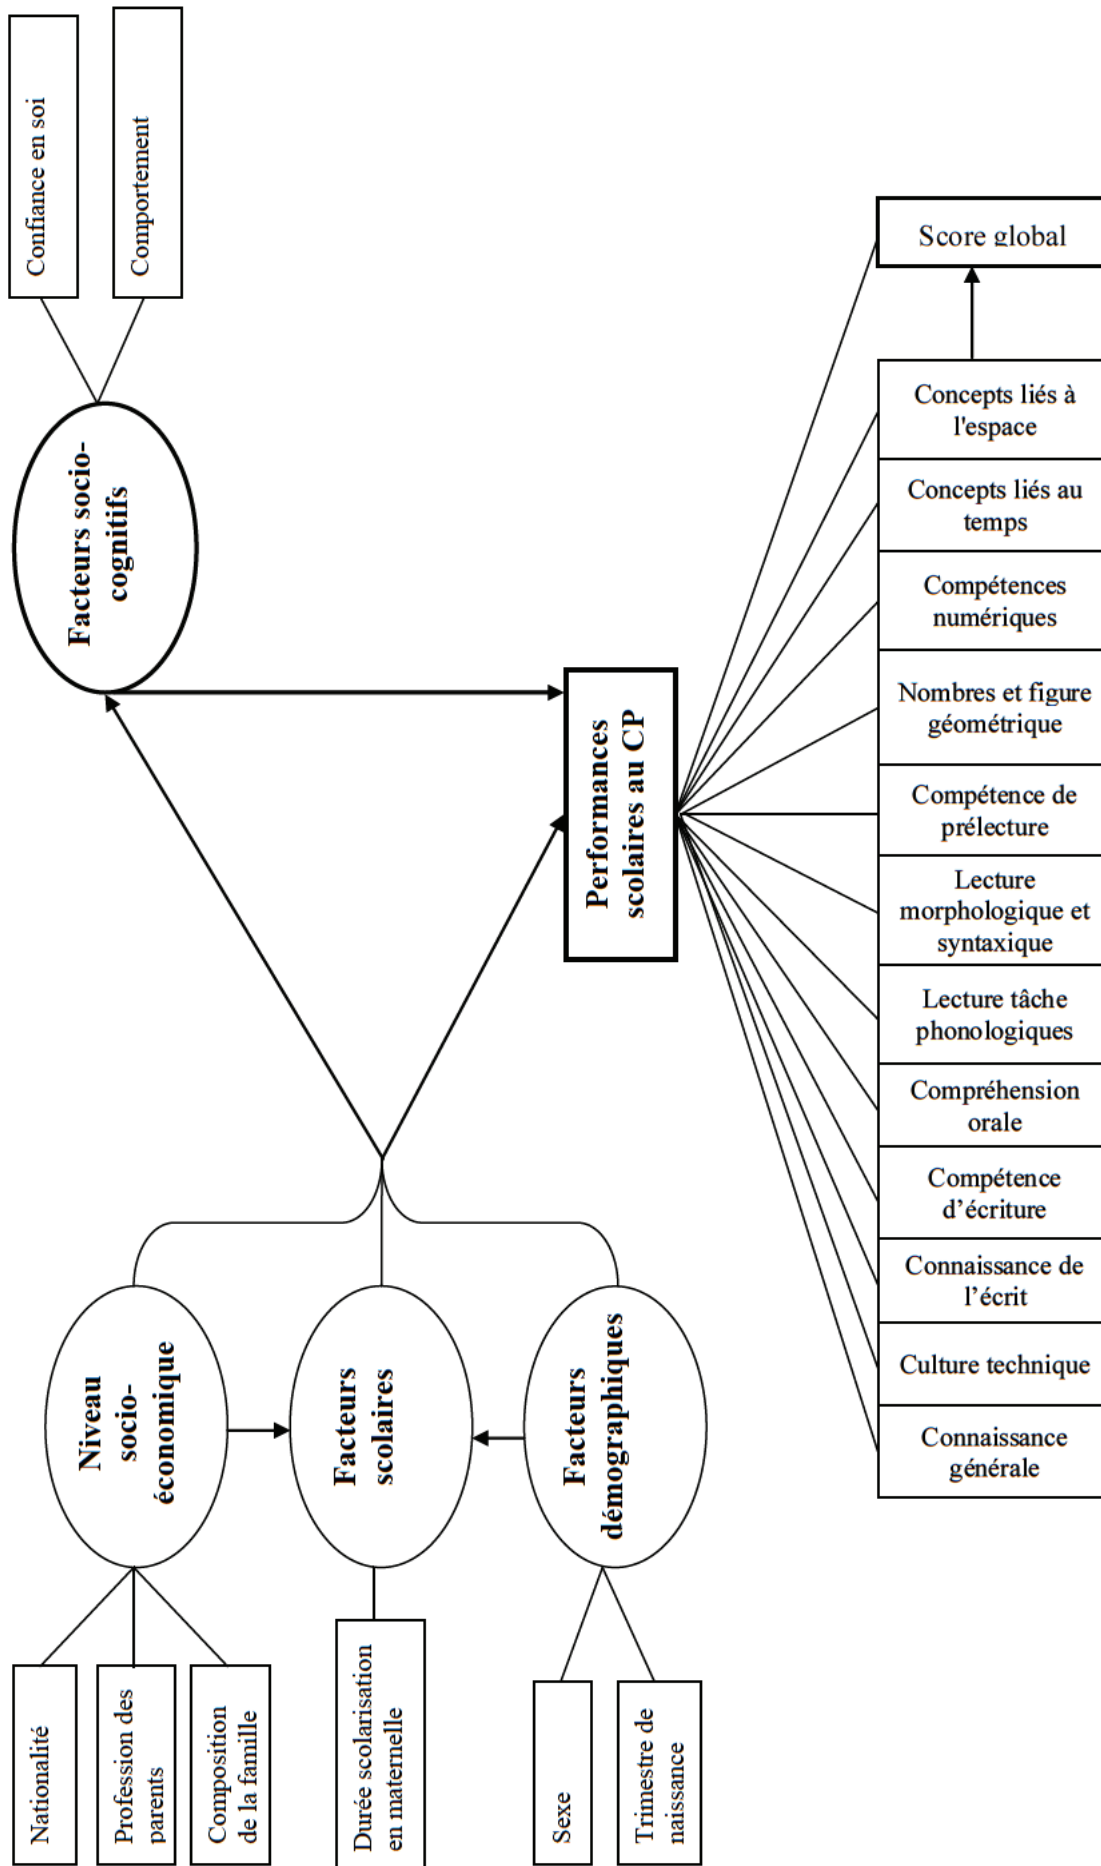 Confiance en soi
Comportement
Facteurs socio-
cognitifs
Niveau
socio-
économique
Facteurs
scolaires
Facteurs
démographiques
Nationalité
Profession des
parents
Composition
de la famille
Durée scolarisation
en maternelle
Sexe
Trimestre de
naissance
Performances
scolaires au CP
Score global
Concepts liés à
l'espace
Concepts liés au
temps
Compétences
numériques
Nombres et figure
géométrique
Compétence de
prélecture
Lecture
morphologique et
syntaxique
Lecture tâche
phonologiques
Compréhension
orale
Compétence
d’écriture
Connaissance de
l’écrit
Culture technique
Connaissance
générale